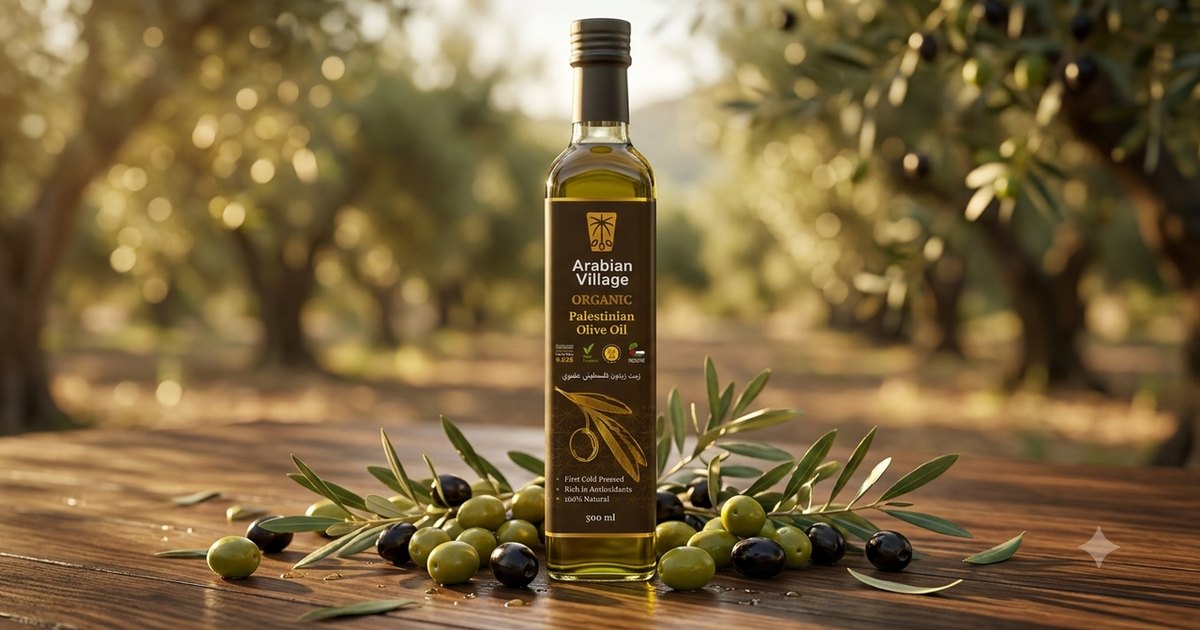 Arabian
Village
ORGANIC
Palestinian
Olive Oil
زيت زيتون فلسطيني عضوي
First Cold Pressed
Rich in Antioxidants
100% Natural
500 ml